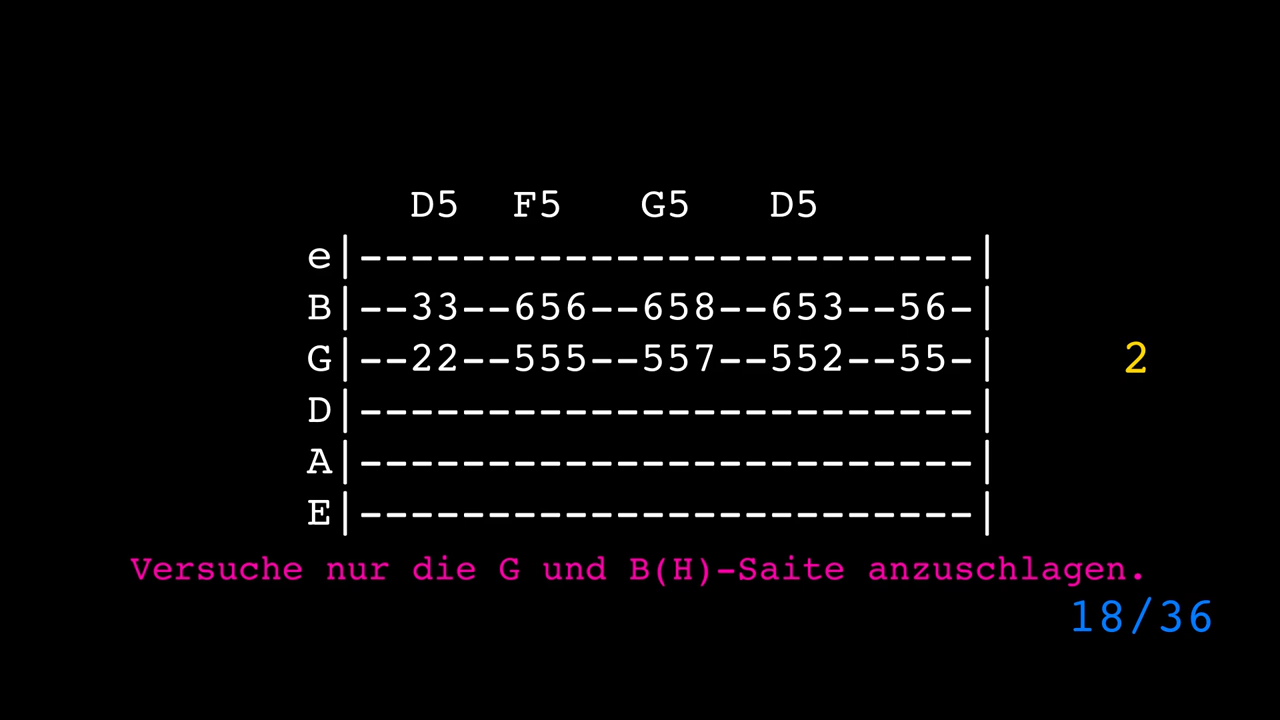 D5 F5 G5 D5
e|------------------------|
B|--33--656--658--653--56-|
G|--22--555--557--552--55-| 2
D|------------------------|
A|------------------------|
E|------------------------|
Versuche nur die G und B(H)-Saite anzuschlagen.
18/36